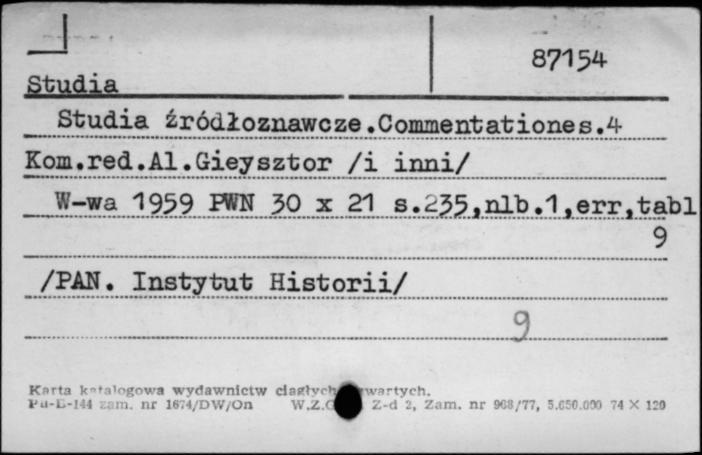 87154
Studia
Studia źródłoznawcze.Commentationes.4
Kom.red.Al.Gieysztor /i inni/
W-wa 1959 PWN 30 x 21 s.235,nlb.1,err,tabl
9
/PAN. Instytut Historii/
9
Karta katalogowa wydawnictw ciągłych
Pu-E-144 zam. nr 1674/DW/On W.Z.G. Z-d 2, Zam. nr 968/77, 5.650.000 74 X 120